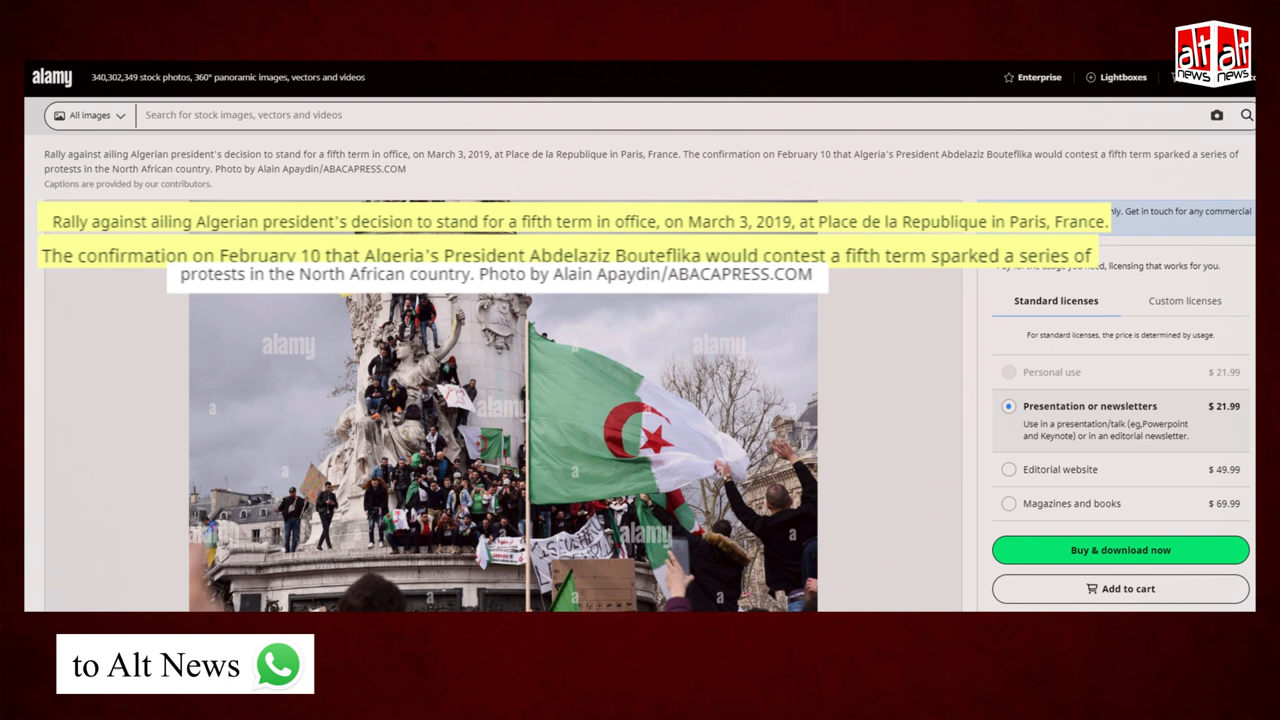 alt alt
news news
alamy 340,302,349 stock photos, 360° panoramic images, vectors and videos Enterprise Lightboxes
All images Search for stock images, vectors and videos
Rally against ailing Algerian president's decision to stand for a fifth term in office, on March 3, 2019, at Place de la Republique in Paris, France. The confirmation on February 10 that Algeria's President Abdelaziz Bouteflika would contest a fifth term sparked a series of
protests in the North African country. Photo by Alain Apaydin/ABACAPRESS.COM
Captions are provided by our contributors.
Rally against ailing Algerian president's decision to stand for a fifth term in office, on March 3, 2019, at Place de la Republique in Paris, France.
The confirmation on February 10 that Algeria's President Abdelaziz Bouteflika would contest a fifth term sparked a series of
protests in the North African country. Photo by Alain Apaydin/ABACAPRESS.COM
Get in touch for any commercial
you need, licensing that works for you.
Standard licenses Custom licenses
For standard licenses, the price is determined by usage.
Personal use $ 21.99
Presentation or newsletters $ 21.99
Use in a presentation/talk (eg,Powerpoint
and Keynote) or in an editorial newsletter.
Editorial website $ 49.99
Magazines and books $ 69.99
Buy & download now
Add to cart
alamy alamy
a alamy a
a a
alamy alamy a
a a
to Alt News